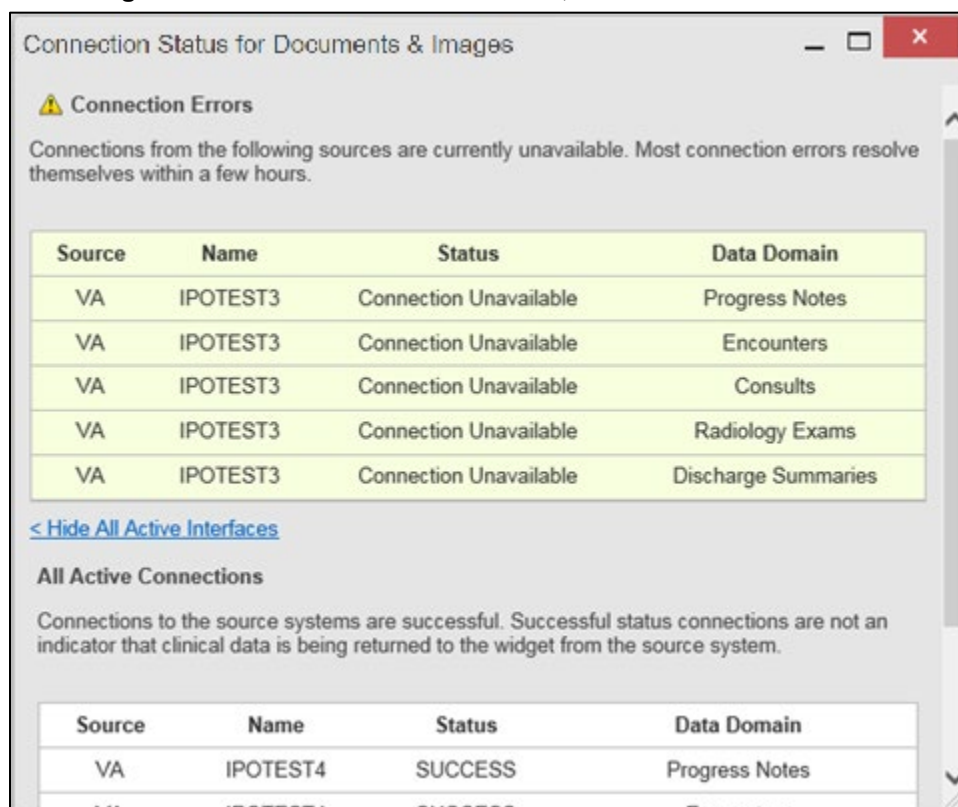 Connection Status for Documents & Images
Connection Errors
Connections from the following sources are currently unavailable. Most connection errors resolve
themselves within a few hours.
Source Name Status Data Domain
VA IPOTEST3 Connection Unavailable Progress Notes
VA IPOTEST3 Connection Unavailable Encounters
VA IPOTEST3 Connection Unavailable Consults
VA IPOTEST3 Connection Unavailable Radiology Exams
VA IPOTEST3 Connection Unavailable Discharge Summaries
< Hide All Active Interfaces
All Active Connections
Connections to the source systems are successful. Successful status connections are not an
indicator that clinical data is being returned to the widget from the source system.
Source Name Status Data Domain
VA IPOTEST4 SUCCESS Progress Notes